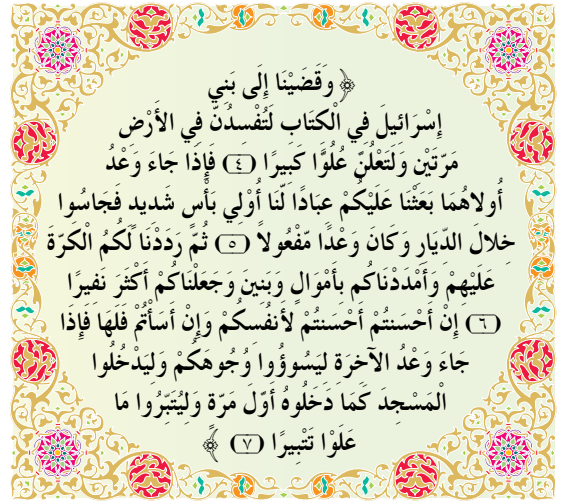 ﴿ وَقَضَيْنَا إِلَى بَنِي
إِسْرَائِيلَ فِي الْكِتَابِ لَتُفْسِدُنَّ فِي الأَرْضِ
مَرَّتَيْنِ وَلَتَعْلُنَّ عُلُوًّا كَبِيرًا (٤) فَإِذَا جَاءَ وَعْدُ
أُولاهُمَا بَعَثْنَا عَلَيْكُمْ عِبَادًا لَّنَا أُوْلِي بَأْسٍ شَدِيدٍ فَجَاسُوا
خِلالَ الدِّيَارِ وَكَانَ وَعْدًا مَّفْعُولاً (٥) ثُمَّ رَدَدْنَا لَكُمُ الْكَرَّةَ
عَلَيْهِمْ وَأَمْدَدْنَاكُم بِأَمْوَالٍ وَبَنِينَ وَجَعَلْنَاكُمْ أَكْثَرَ نَفِيرًا
(٦) إِنْ أَحْسَنتُمْ أَحْسَنتُمْ لأَنفُسِكُمْ وَإِنْ أَسَأْتُمْ فَلَهَا فَإِذَا
جَاءَ وَعْدُ الآخِرَةِ لِيَسُوؤُوا وُجُوهَكُمْ وَلِيَدْخُلُوا
الْمَسْجِدَ كَمَا دَخَلُوهُ أَوَّلَ مَرَّةٍ وَلِيُتَبِّرُوا مَا
عَلَوْا تَتْبِيرًا (٧) ﴾